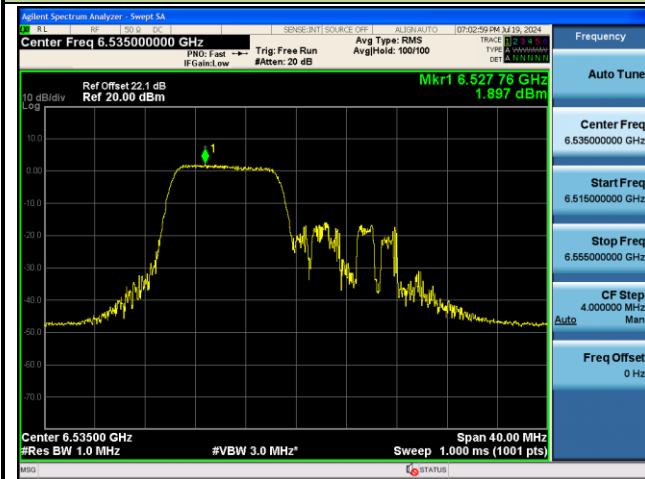 Agilent Spectrum Analyzer - Swept SA
RL RF 50 Ω DC SENSE:INT SOURCE OFF ALIGN AUTO 07:02:59 PM Jul 19, 2024
Center Freq 6.535000000 GHz
PNO: Fast
IFGain:Low
Trig: Free Run
#Atten: 20 dB
Avg Type: RMS
Avg|Hold: 100/100
TRACE 1 2 3 4 5 6
TYPE A
DET A N N N N N
Ref Offset 22.1 dB
Ref 20.00 dBm
10 dB/div
Log
Mkr1 6.527 76 GHz
1.897 dBm
1
10.0
0.00
-10.0
-20.0
-30.0
-40.0
-50.0
-60.0
-70.0
Center 6.53500 GHz
#Res BW 1.0 MHz
#VBW 3.0 MHz*
Span 40.00 MHz
Sweep 1.000 ms (1001 pts)
MSG
STATUS
Frequency
Auto Tune
Center Freq
6.535000000 GHz
Start Freq
6.515000000 GHz
Stop Freq
6.555000000 GHz
CF Step
4.000000 MHz
Auto Man
Freq Offset
0 Hz